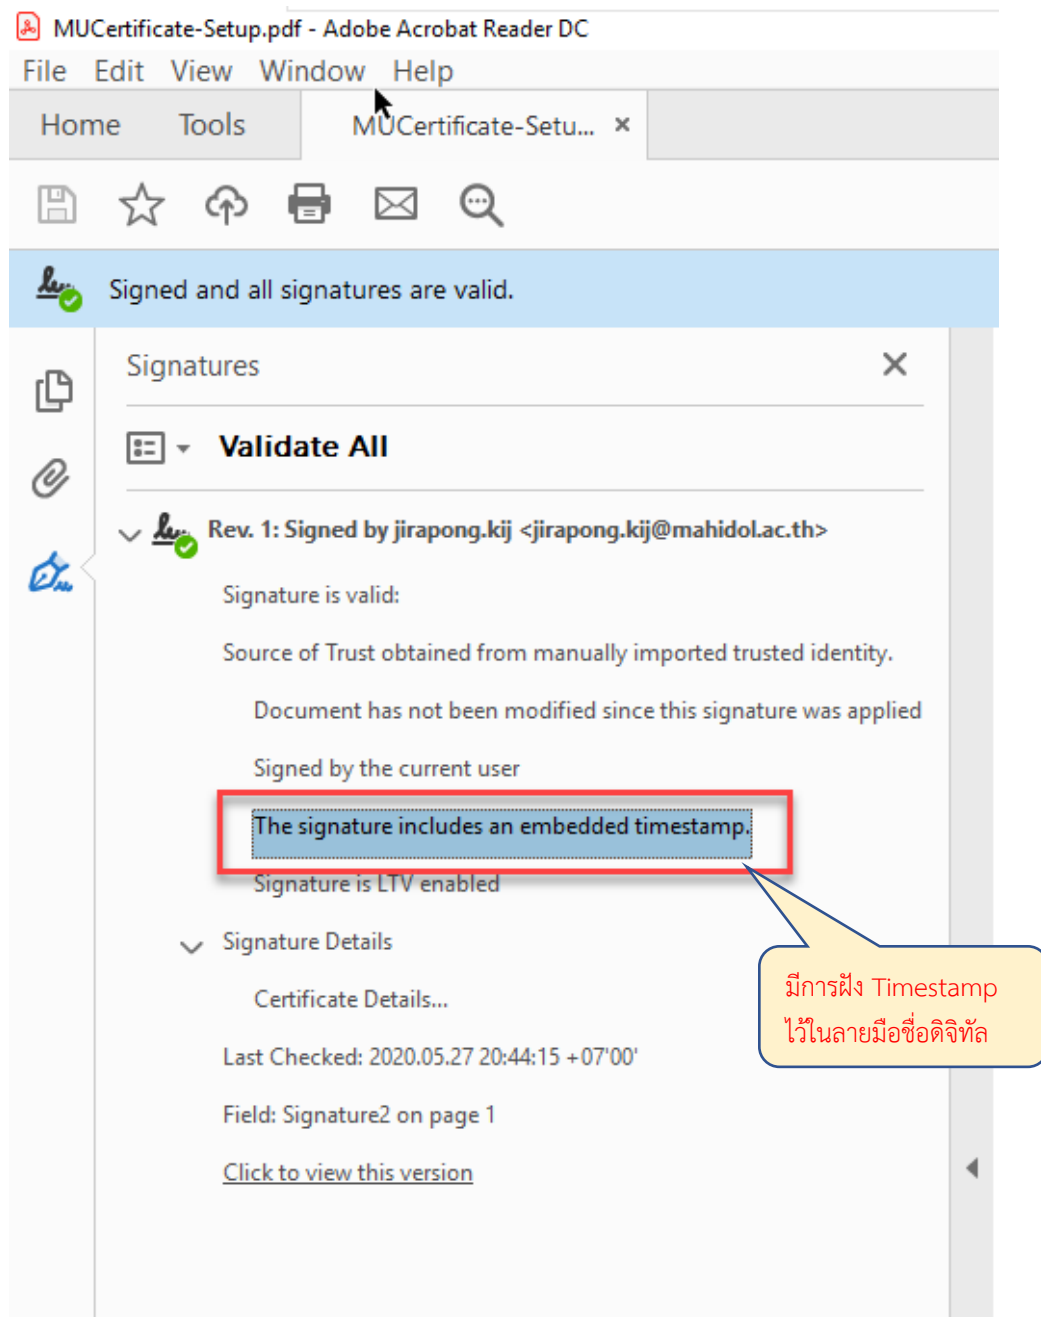 MUCertificate-Setup.pdf - Adobe Acrobat Reader DC
File Edit View Window Help
Home Tools MUCertificate-Setu... ×
Signed and all signatures are valid.
Signatures
Validate All
Rev. 1: Signed by jirapong.kij <jirapong.kij@mahidol.ac.th>
Signature is valid:
Source of Trust obtained from manually imported trusted identity.
Document has not been modified since this signature was applied
Signed by the current user
The signature includes an embedded timestamp.
Signature is LTV enabled
Signature Details
มีการฝัง Timestamp
ไว้ในลายมือชื่อดิจิทัล
Certificate Details...
Last Checked: 2020.05.27 20:44:15 +07'00'
Field: Signature2 on page 1
Click to view this version